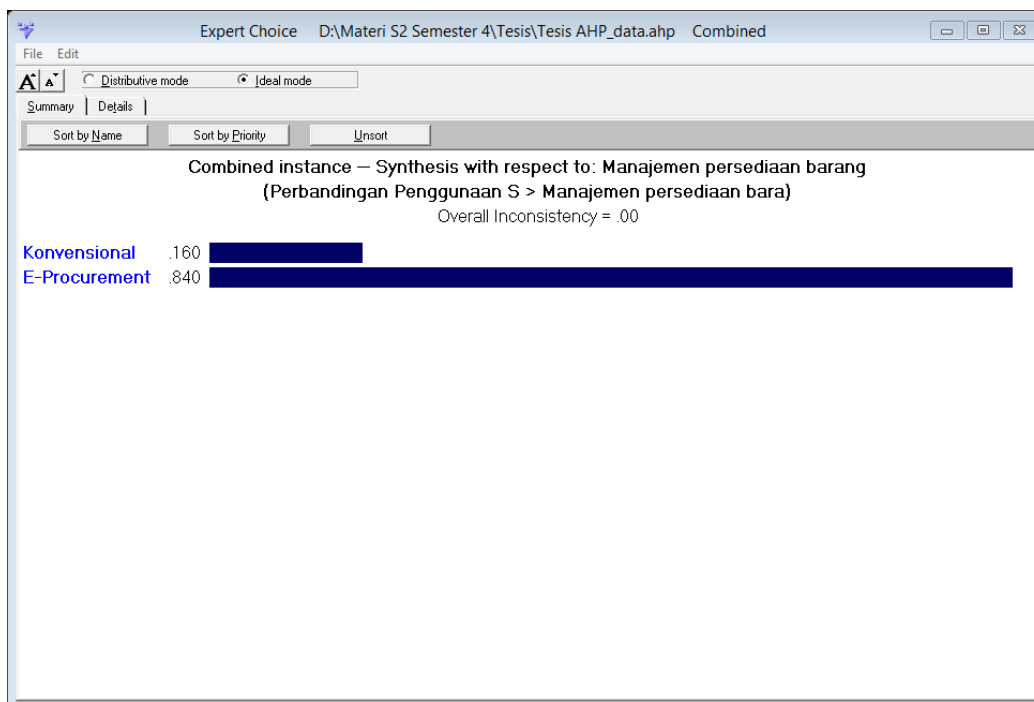 Expert Choice D:\Materi S2 Semester 4\Tesis\Tesis AHP_data.ahp Combined
File Edit
A A Distributive mode Ideal mode
Summary Details
Sort by Name Sort by Priority Unsort
Combined instance -- Synthesis with respect to: Manajemen persediaan barang
(Perbandingan Penggunaan S > Manajemen persediaan bara)
Overall Inconsistency = .00
Konvensional .160
E-Procurement .840